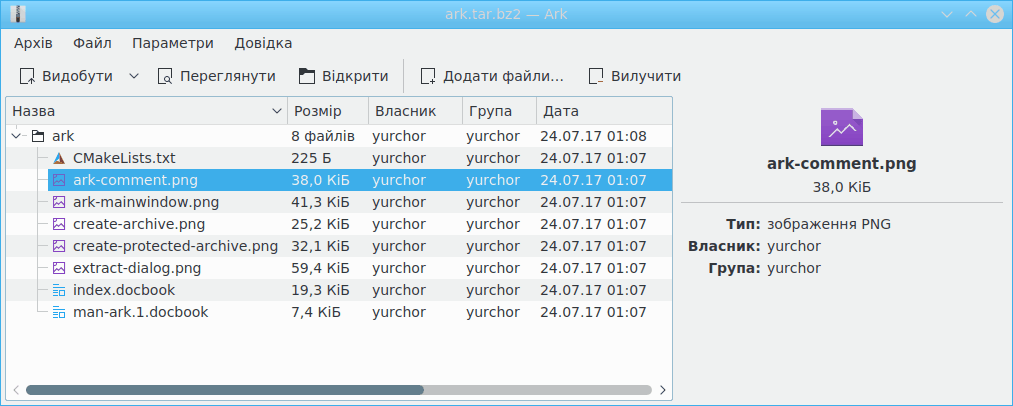 ark.tar.bz2 — Ark
Архів Файл Параметри Довідка
Видобути Переглянути Відкрити Додати файли... Вилучити
Назва Розмір Власник Група Дата
ark 8 файлів yurchor yurchor 24.07.17 01:08
CMakeLists.txt 225 Б yurchor yurchor 24.07.17 01:07
ark-comment.png 38,0 КіБ yurchor yurchor 24.07.17 01:07
ark-mainwindow.png 41,3 КіБ yurchor yurchor 24.07.17 01:07
create-archive.png 25,2 КіБ yurchor yurchor 24.07.17 01:07
create-protected-archive.png 32,1 КіБ yurchor yurchor 24.07.17 01:07
extract-dialog.png 59,4 КіБ yurchor yurchor 24.07.17 01:07
index.docbook 19,3 КіБ yurchor yurchor 24.07.17 01:07
man-ark.1.docbook 7,4 КіБ yurchor yurchor 24.07.17 01:07
ark-comment.png
38,0 КіБ
Тип: зображення PNG
Власник: yurchor
Група: yurchor